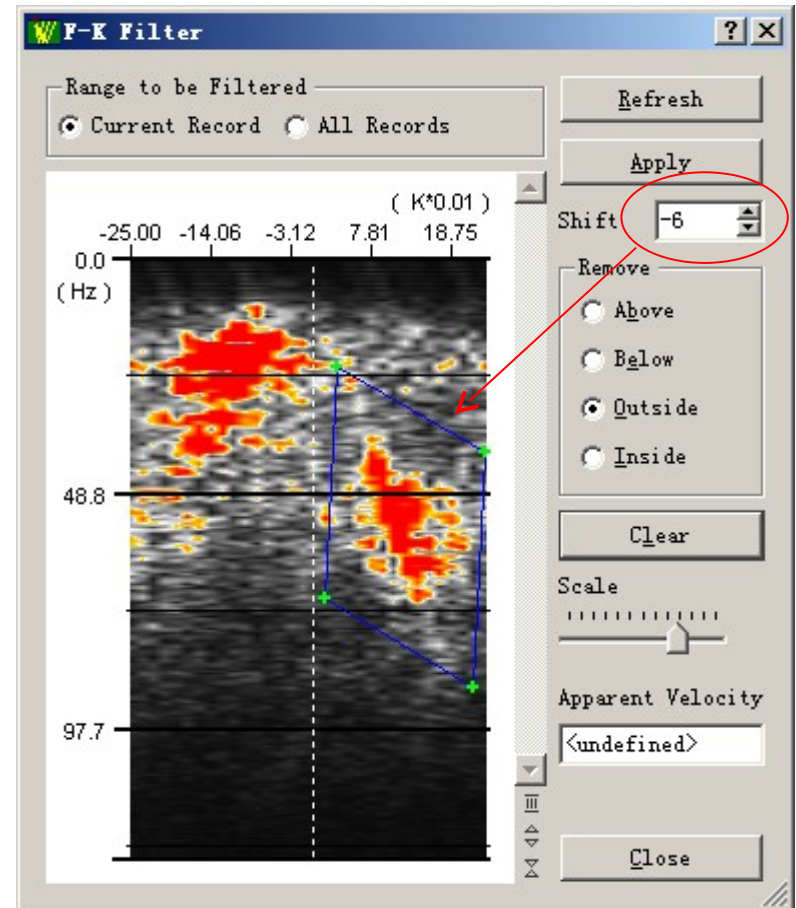 F-K Filter
Range to be Filtered
Current Record All Records
Refresh
Apply
Shift -6
( K*0.01 )
-25.00 -14.06 -3.12 7.81 18.75
0.0
( Hz )
48.8
97.7
Remove
Above
Below
Outside
Inside
Clear
Scale
Apparent Velocity
<undefined>
Close